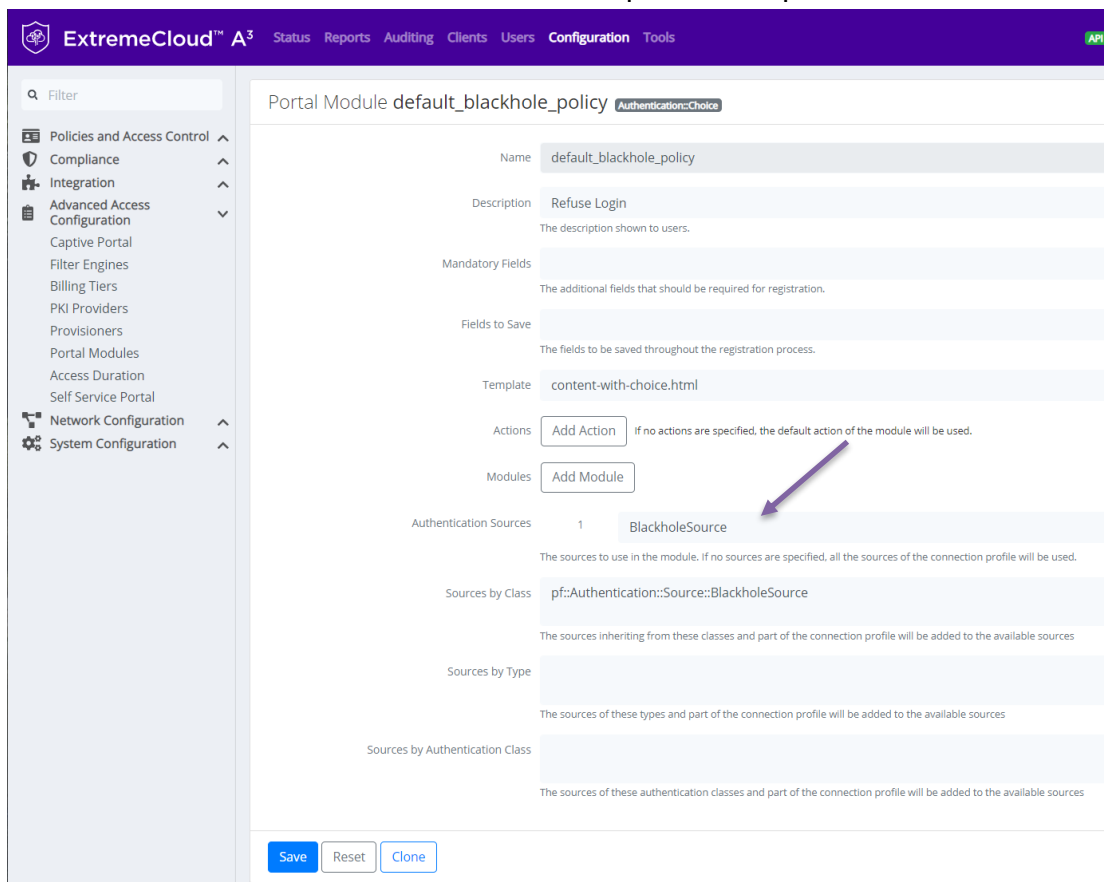 ExtremeCloud™ A³ Status Reports Auditing Clients Users Configuration Tools API
Filter
Policies and Access Control
Compliance
Integration
Advanced Access
Configuration
Captive Portal
Filter Engines
Billing Tiers
PKI Providers
Provisioners
Portal Modules
Access Duration
Self Service Portal
Network Configuration
System Configuration
Portal Module default_blackhole_policy Authentication::Choice
Name default_blackhole_policy
Description Refuse Login
The description shown to users.
Mandatory Fields
The additional fields that should be required for registration.
Fields to Save
The fields to be saved throughout the registration process.
Template content-with-choice.html
Actions Add Action If no actions are specified, the default action of the module will be used.
Modules Add Module
Authentication Sources 1 BlackholeSource
The sources to use in the module. If no sources are specified, all the sources of the connection profile will be used.
Sources by Class pf::Authentication::Source::BlackholeSource
The sources inheriting from these classes and part of the connection profile will be added to the available sources
Sources by Type
The sources of these types and part of the connection profile will be added to the available sources
Sources by Authentication Class
The sources of these authentication classes and part of the connection profile will be added to the available sources
Save Reset Clone